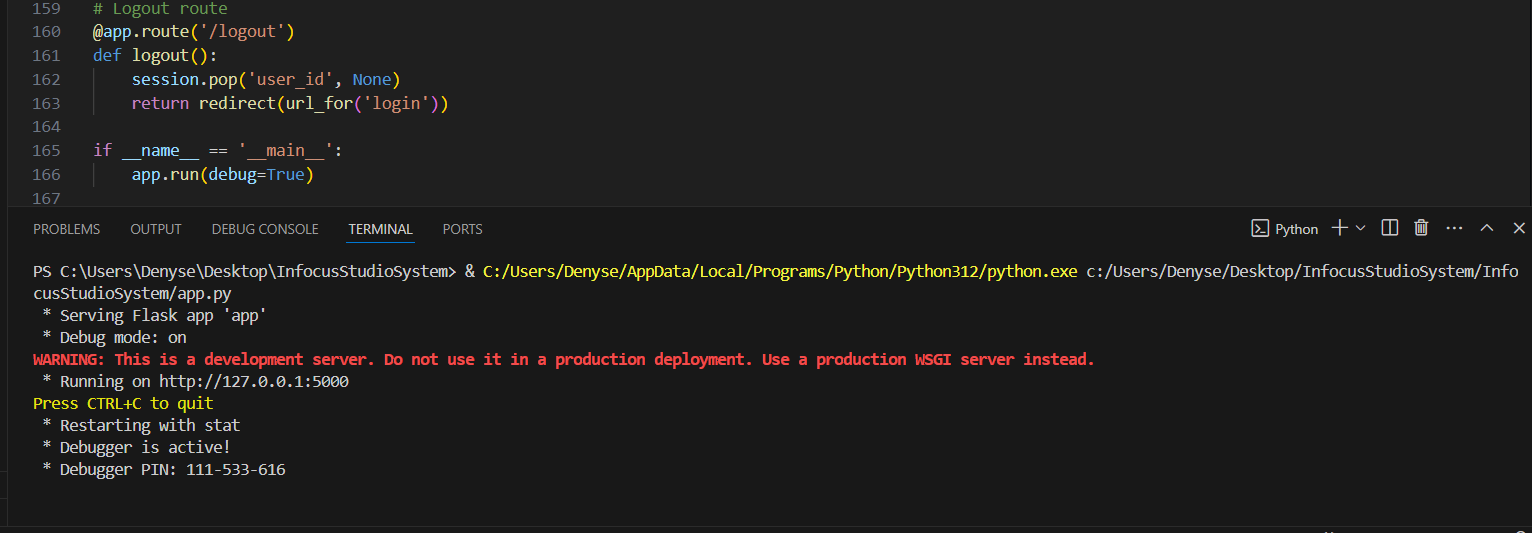 159 # Logout route
160 @app.route('/logout')
161 def logout():
162     session.pop('user_id', None)
163     return redirect(url_for('login'))
164
165 if __name__ == '__main__':
166     app.run(debug=True)
167
PROBLEMS OUTPUT DEBUG CONSOLE TERMINAL PORTS Python
PS C:\Users\Denyse\Desktop\InfocusStudioSystem> & C:/Users/Denyse/AppData/Local/Programs/Python/Python312/python.exe c:/Users/Denyse/Desktop/InfocusStudioSystem/Info
cusStudioSystem/app.py
 * Serving Flask app 'app'
 * Debug mode: on
WARNING: This is a development server. Do not use it in a production deployment. Use a production WSGI server instead.
 * Running on http://127.0.0.1:5000
Press CTRL+C to quit
 * Restarting with stat
 * Debugger is active!
 * Debugger PIN: 111-533-616